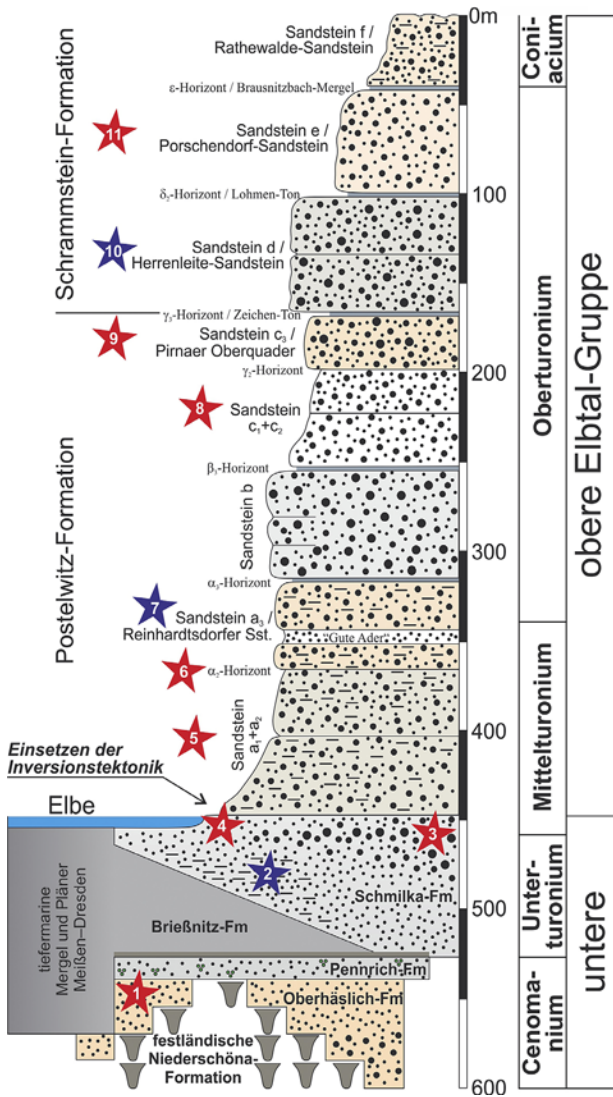 0m
Sandstein f /
Rathewalde-Sandstein
ε-Horizont / Brausnitzbach-Mergel
Coni-
acium
11
Sandstein e /
Porschendorf-Sandstein
Schrammstein-Formation
δ₂-Horizont / Lohmen-Ton
100
10
Sandstein d /
Herrenleite-Sandstein
γ₃-Horizont / Zeichen-Ton
9
Sandstein c₃ /
Pirnaer Oberquader
γ₂-Horizont
200
Oberturonium
obere Elbtal-Gruppe
8
Sandstein
c₁+c₂
β₃-Horizont
Sandstein b
Postelwitz-Formation
300
α₃-Horizont
7
Sandstein a₃ /
Reinhardtsdorfer Sst.
"Gute Ader"
6
α₂-Horizont
Mittelturonium
5
Sandstein
a₁+a₂
400
Einsetzen der
Inversionstektonik
Elbe
4
3
2
Schmilka-Fm
Unter-
turonium
untere
tiefermarine
Mergel und Pläner
Meißen–Dresden
Brießnitz-Fm
500
Pennrich-Fm
1
Oberhäslich-Fm
festländische
Niederschöna-
Formation
Cenoma-
nium
600